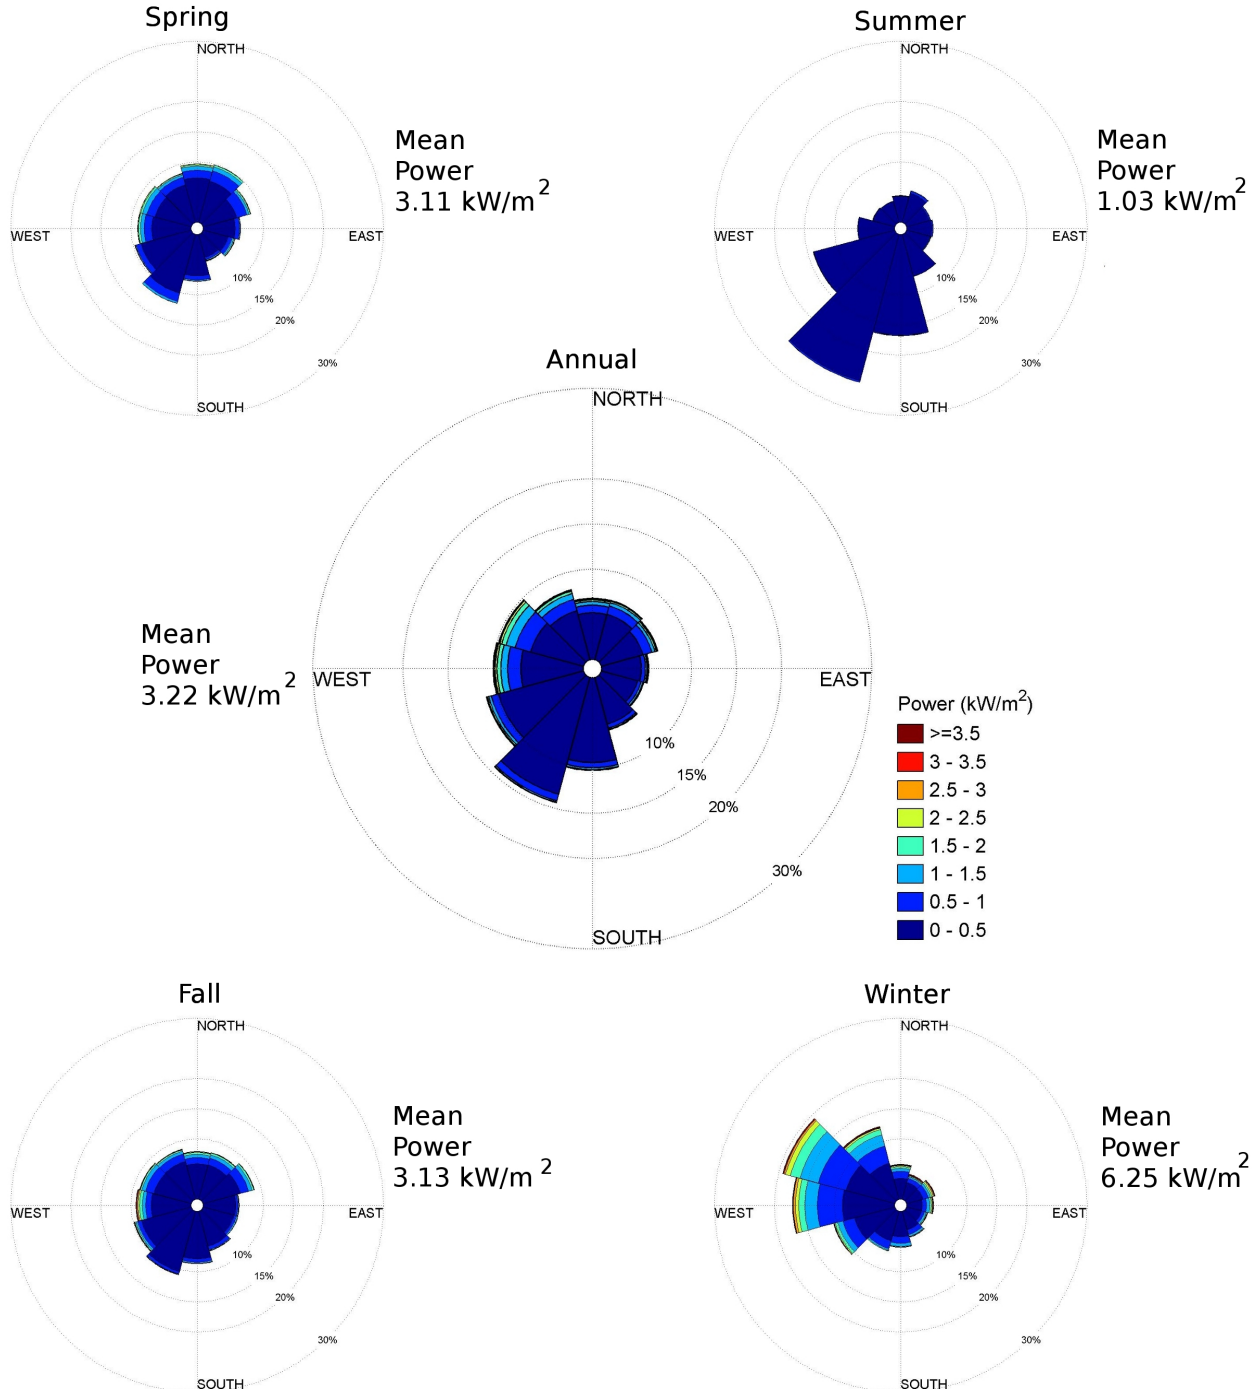 Spring
NORTH
WEST
EAST
SOUTH
10%
15%
20%
30%
Mean
Power
3.11 kW/m²
Summer
NORTH
WEST
EAST
SOUTH
10%
15%
20%
30%
Mean
Power
1.03 kW/m²
Annual
NORTH
WEST
EAST
SOUTH
10%
15%
20%
30%
Mean
Power
3.22 kW/m²
Power (kW/m²)
>=3.5
3 - 3.5
2.5 - 3
2 - 2.5
1.5 - 2
1 - 1.5
0.5 - 1
0 - 0.5
Fall
NORTH
WEST
EAST
SOUTH
10%
15%
20%
30%
Mean
Power
3.13 kW/m²
Winter
NORTH
WEST
EAST
SOUTH
10%
15%
20%
30%
Mean
Power
6.25 kW/m²